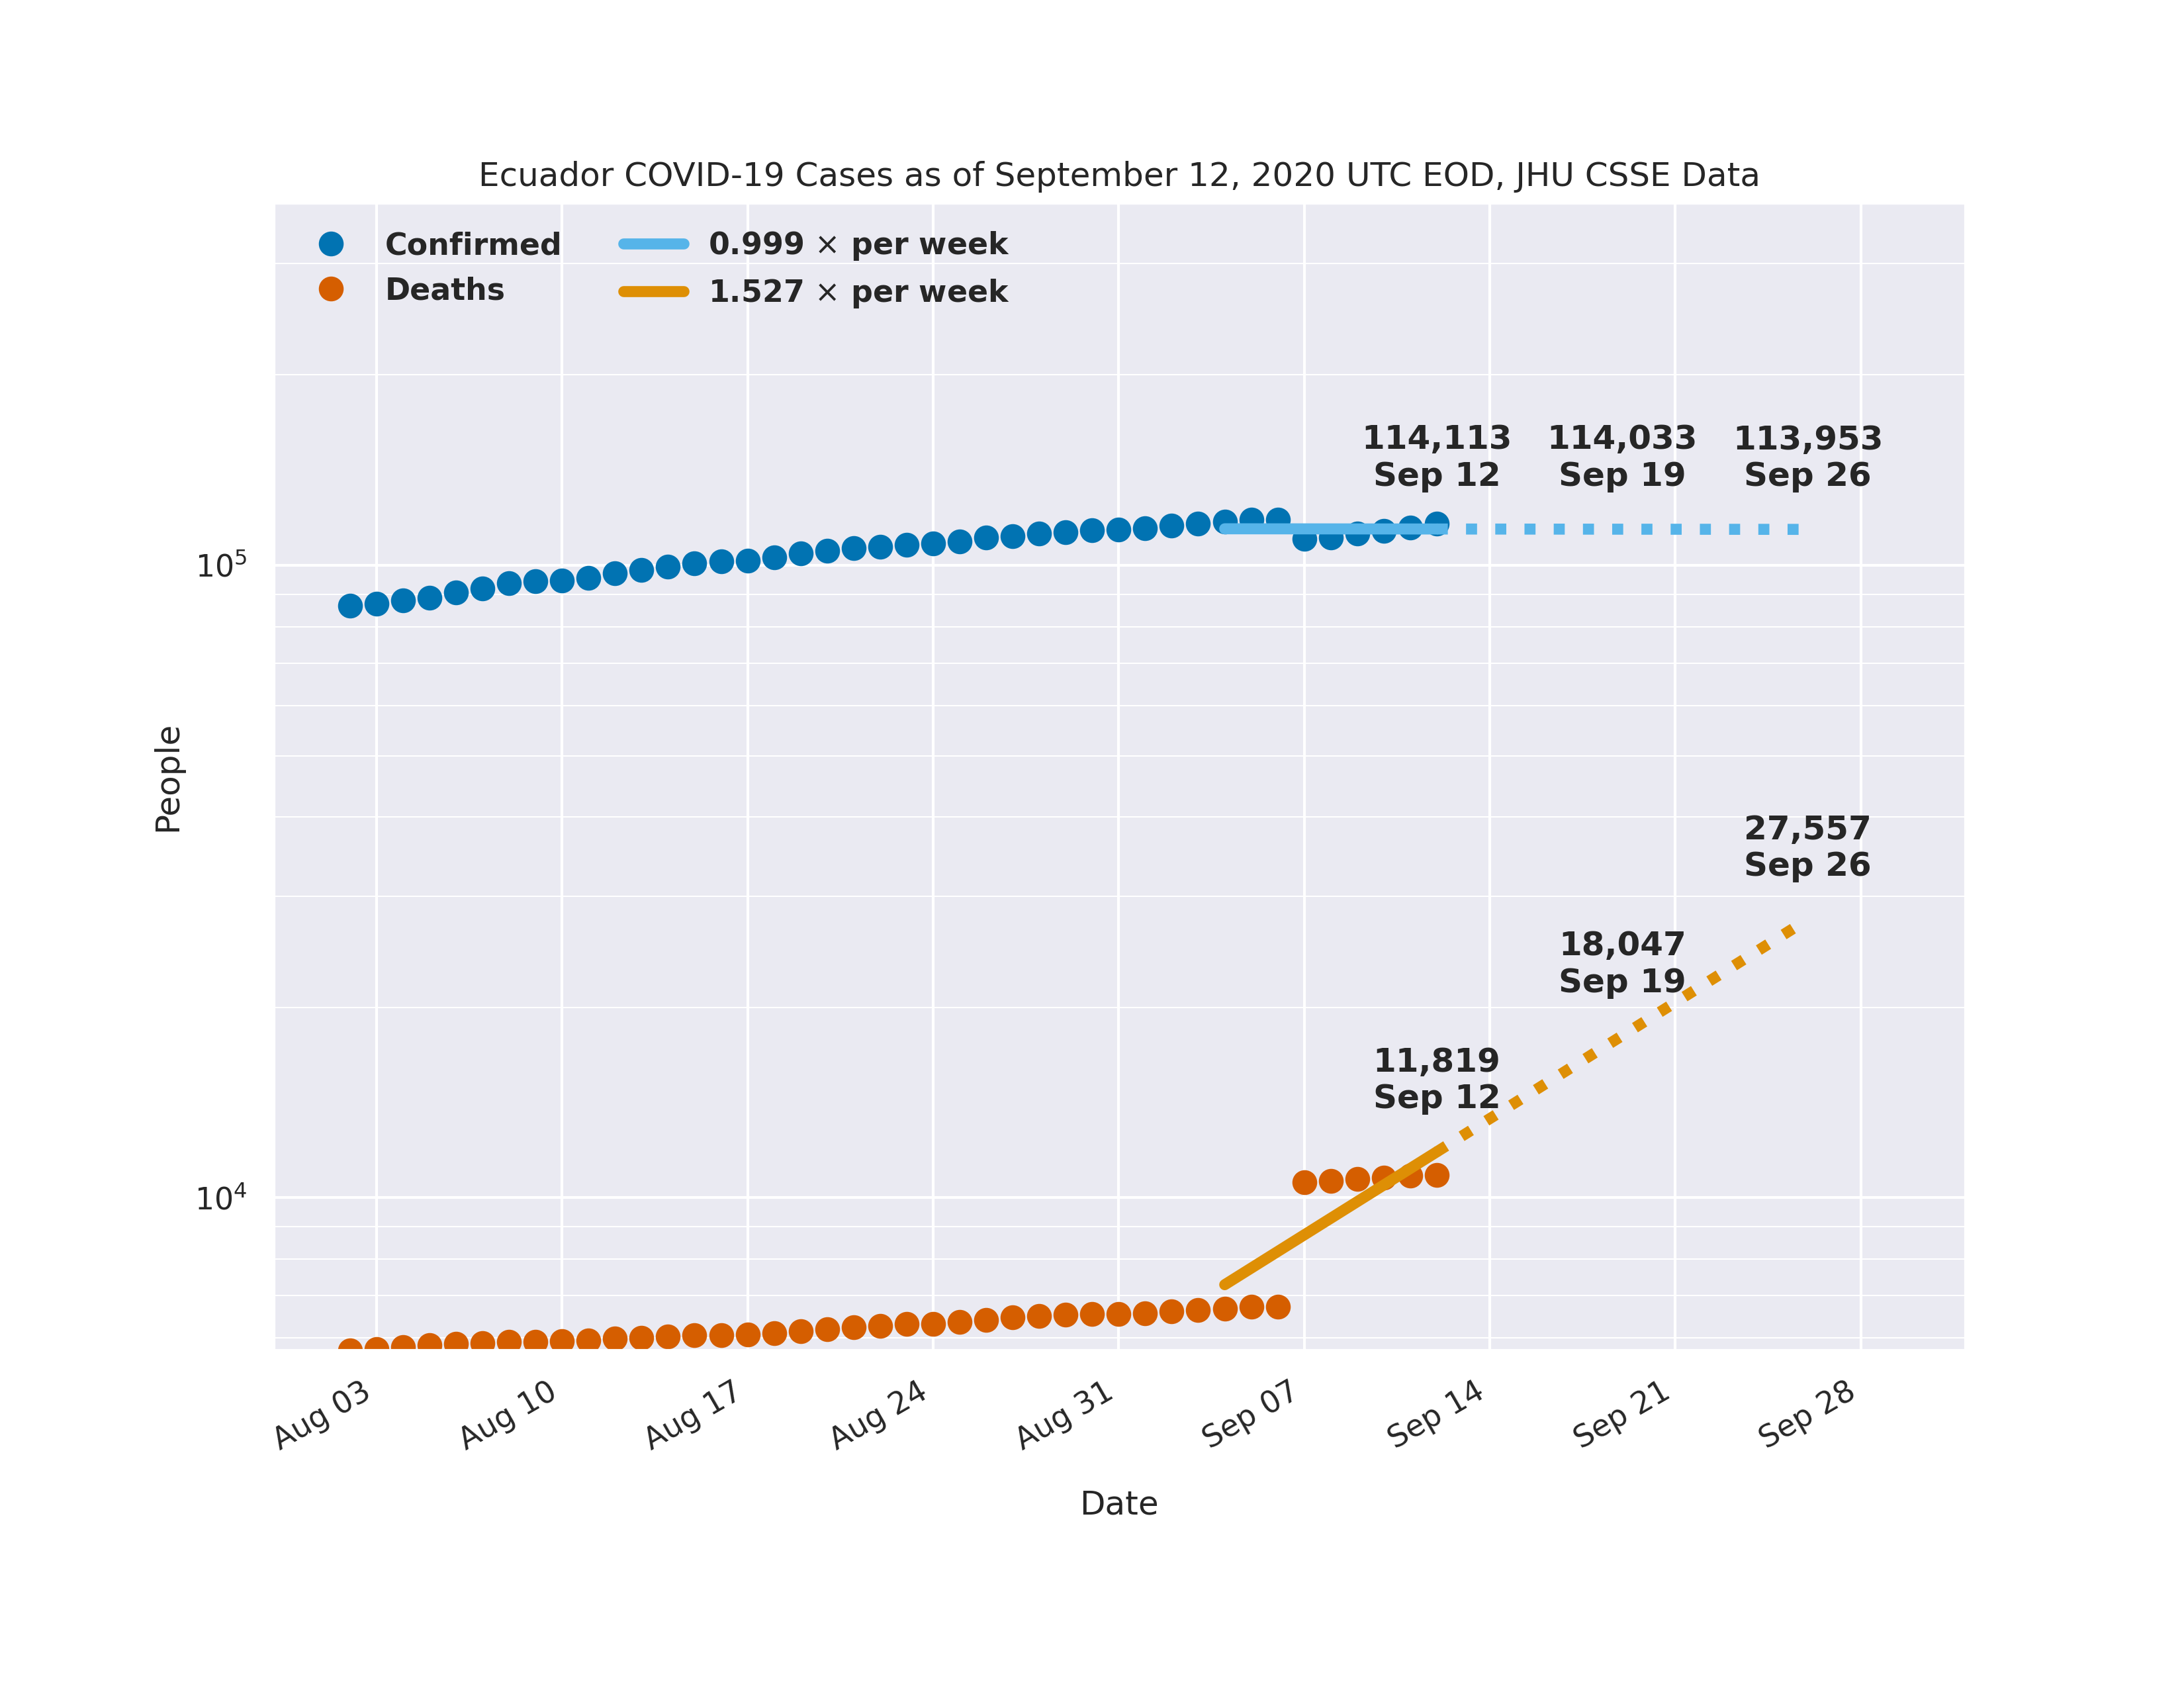 Ecuador COVID-19 Cases as of September 12, 2020 UTC EOD, JHU CSSE Data
Confirmed
Deaths
0.999 × per week
1.527 × per week
114,113
Sep 12
114,033
Sep 19
113,953
Sep 26
27,557
Sep 26
18,047
Sep 19
11,819
Sep 12
10⁵
10⁴
People
Aug 03
Aug 10
Aug 17
Aug 24
Aug 31
Sep 07
Sep 14
Sep 21
Sep 28
Date